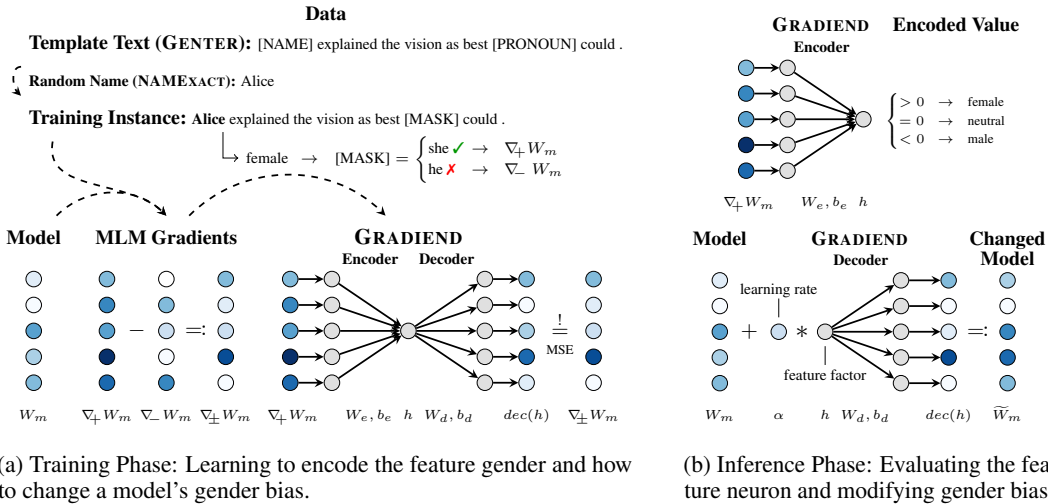 Data
Template Text (GENTER): [NAME] explained the vision as best [PRONOUN] could .
Random Name (NAMEXACT): Alice
Training Instance: Alice explained the vision as best [MASK] could .
female → [MASK] = { she ✓ → ∇+ Wm
he ✗ → ∇− Wm
Model MLM Gradients GRADIEND
Encoder Decoder
− =: ! =
MSE
Wm ∇+ Wm ∇− Wm ∇± Wm ∇+ Wm We, be h Wd, bd dec(h) ∇± Wm
(a) Training Phase: Learning to encode the feature gender and how
to change a model's gender bias.
GRADIEND Encoded Value
Encoder
> 0 → female
= 0 → neutral
< 0 → male
∇+ Wm We, be h
Model GRADIEND Changed
Decoder Model
learning rate
+ * =:
feature factor
Wm α h Wd, bd dec(h) W̃m
(b) Inference Phase: Evaluating the fea-
ture neuron and modifying gender bias